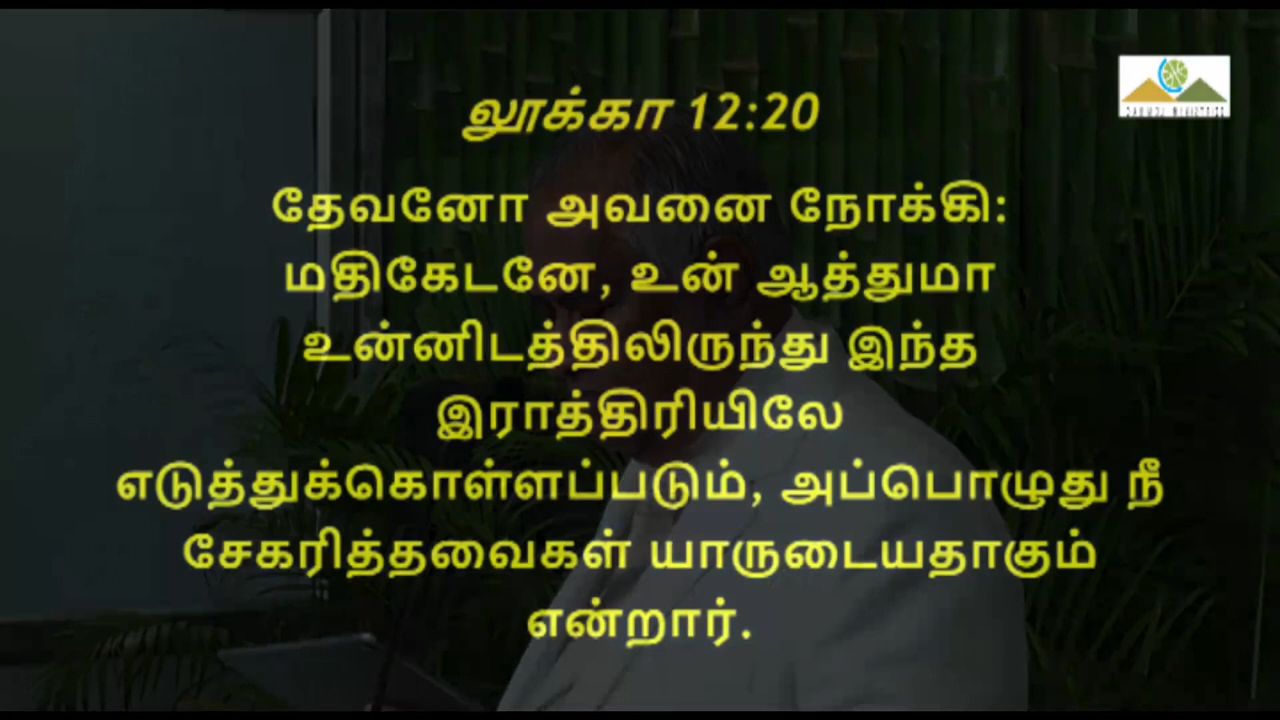 லூக்கா 12:20
தேவனோ அவனை நோக்கி:
மதிகேடனே, உன் ஆத்துமா
உன்னிடத்திலிருந்து இந்த
இராத்திரியிலே
எடுத்துக்கொள்ளப்படும், அப்பொழுது நீ
சேகரித்தவைகள் யாருடையதாகும்
என்றார்.